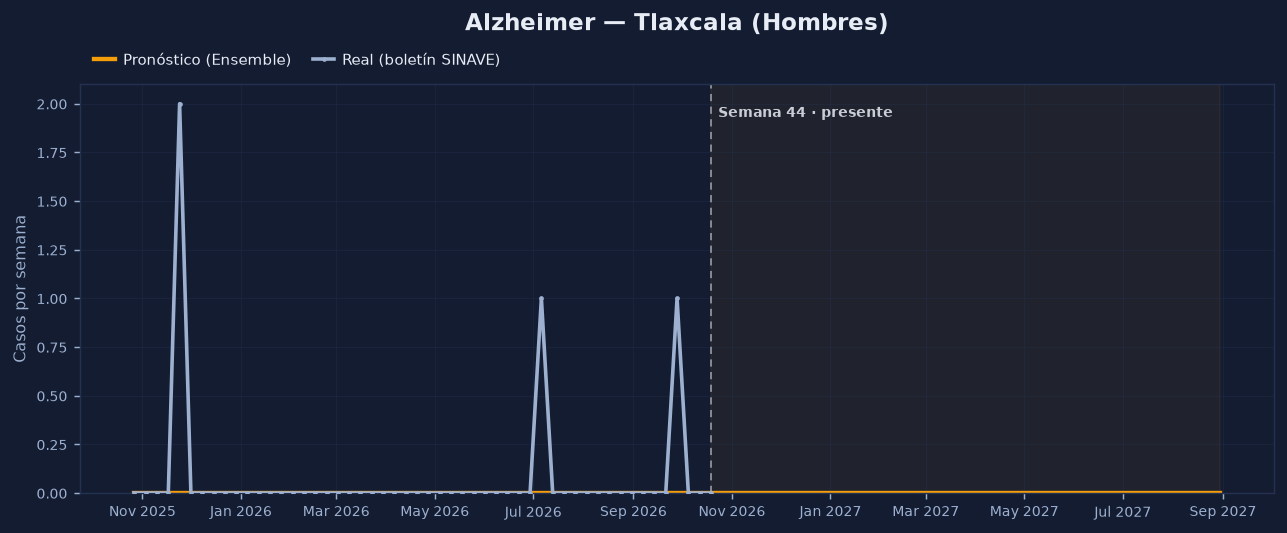 Alzheimer — Tlaxcala (Hombres)
Pronóstico (Ensemble)
Real (boletín SINAVE)
Casos por semana
2.00
1.75
1.50
1.25
1.00
0.75
0.50
0.25
0.00
Semana 44 · presente
Nov 2025
Jan 2026
Mar 2026
May 2026
Jul 2026
Sep 2026
Nov 2026
Jan 2027
Mar 2027
May 2027
Jul 2027
Sep 2027